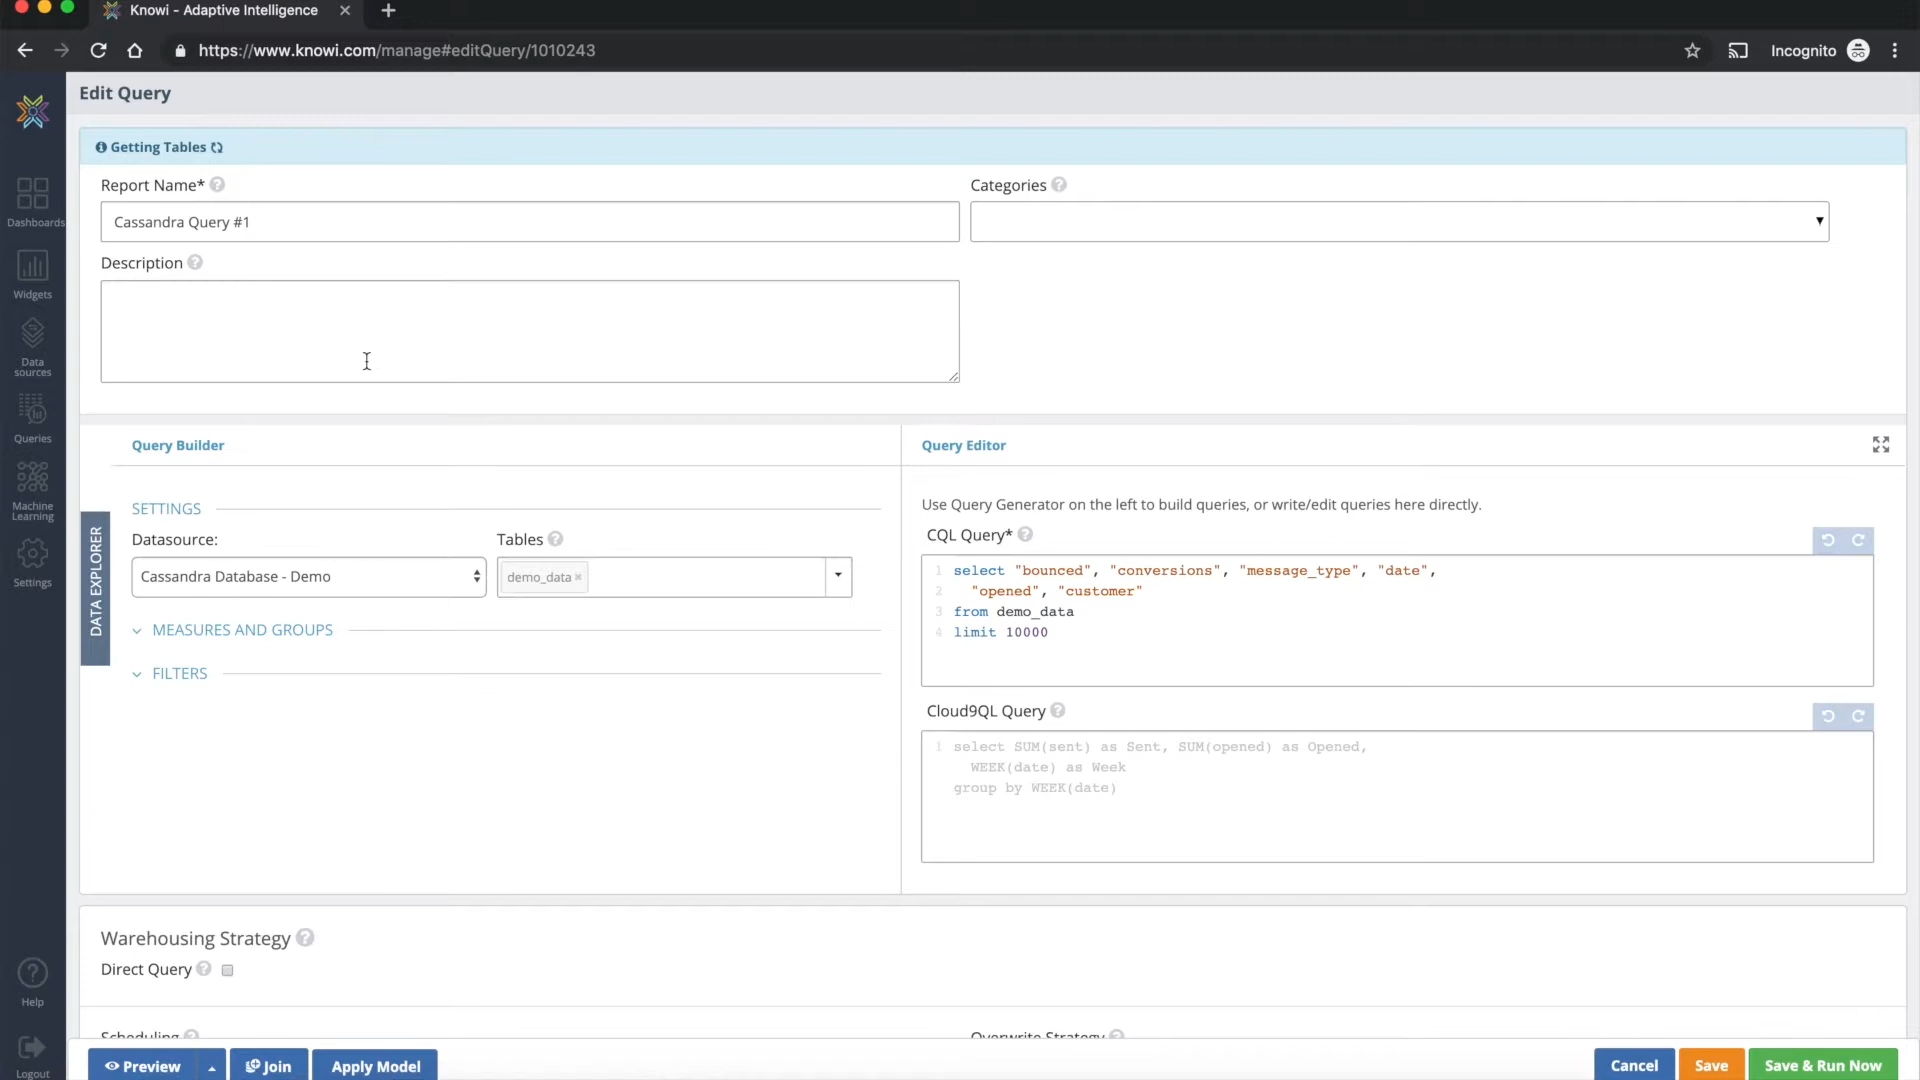 Knowi - Adaptive Intelligence
https://www.knowi.com/manage#editQuery/1010243
Incognito
Edit Query
Getting Tables
Report Name*
Categories
Cassandra Query #1
Description
Dashboards
Widgets
Data
sources
Queries
Machine
Learning
Settings
Help
Logout
DATA EXPLORER
Query Builder
SETTINGS
Datasource:
Tables
Cassandra Database - Demo
demo_data ×
MEASURES AND GROUPS
FILTERS
Query Editor
Use Query Generator on the left to build queries, or write/edit queries here directly.
CQL Query*
1 select "bounced", "conversions", "message_type", "date",
2 "opened", "customer"
3 from demo_data
4 limit 10000
Cloud9QL Query
1 select SUM(sent) as Sent, SUM(opened) as Opened,
WEEK(date) as Week
group by WEEK(date)
Warehousing Strategy
Direct Query
Scheduling
Overwrite Strategy
Preview
Join
Apply Model
Cancel
Save
Save & Run Now